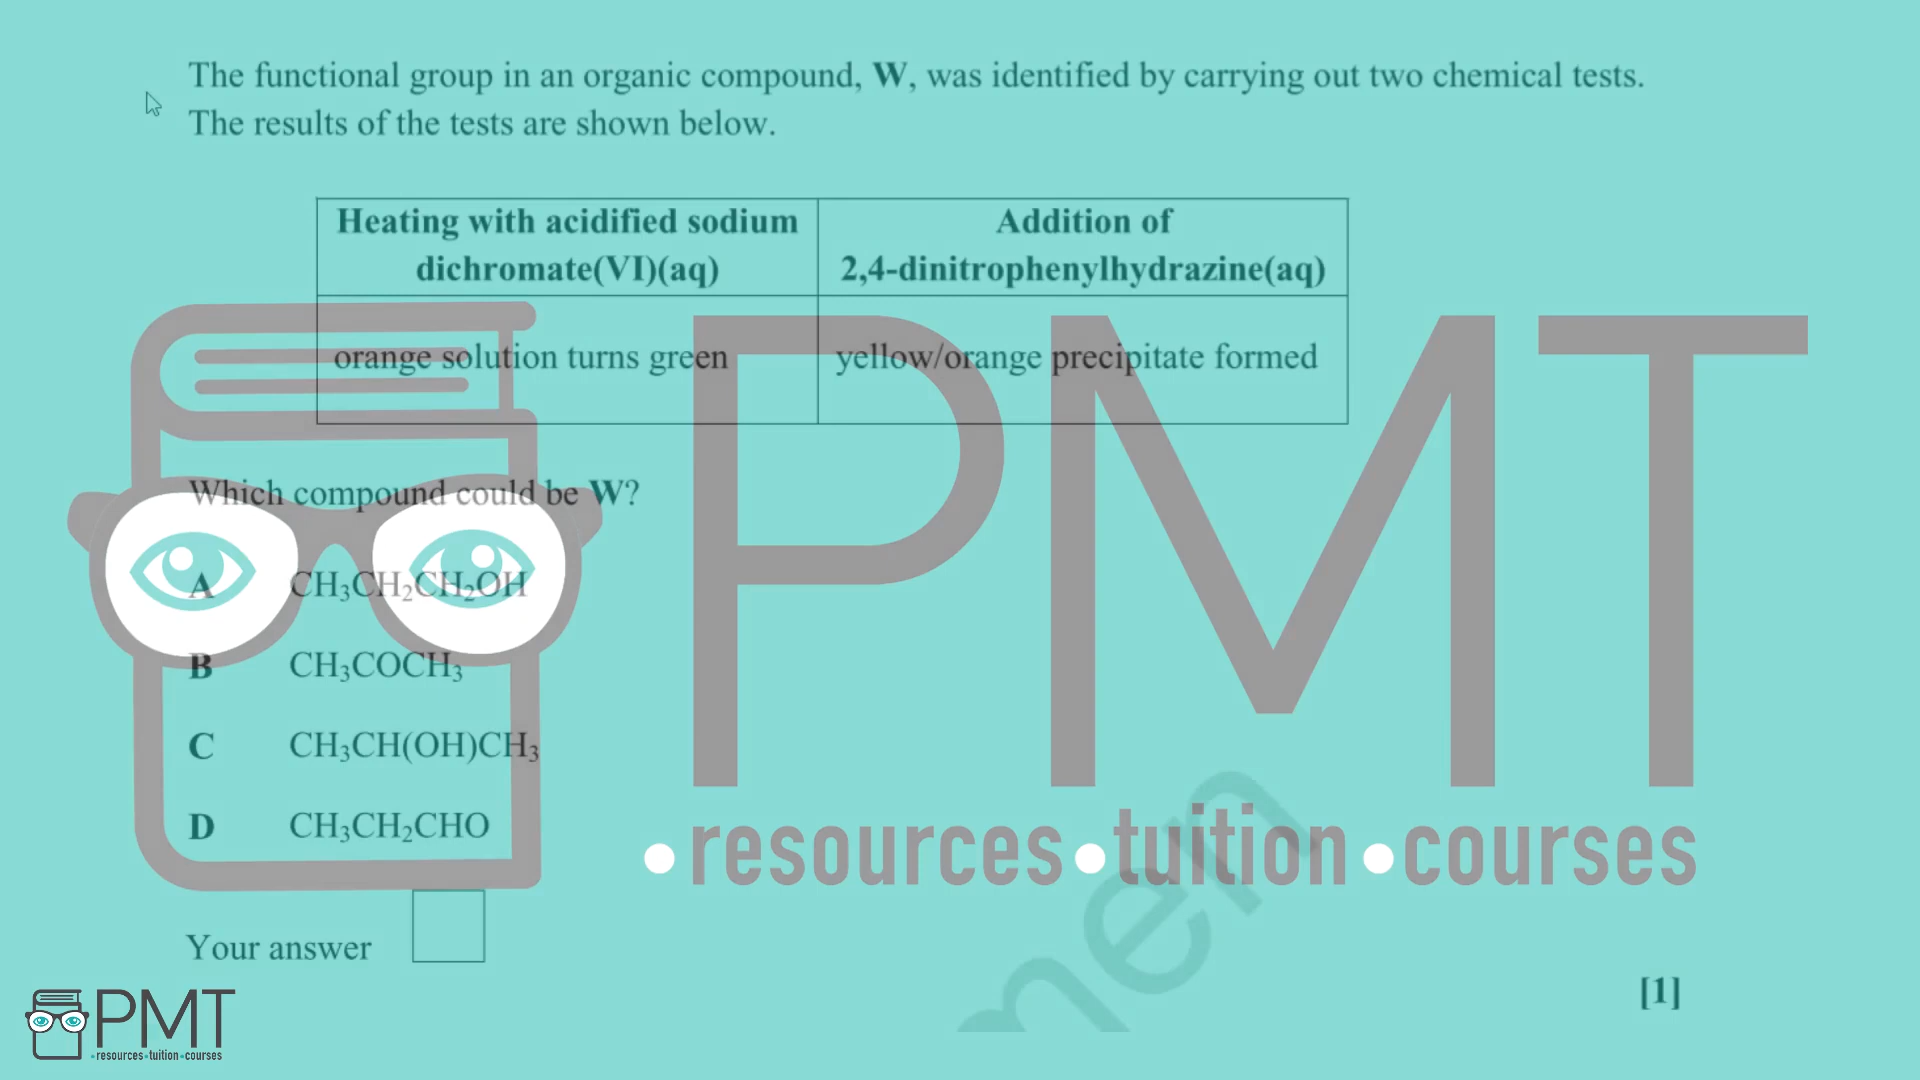 The functional group in an organic compound, W, was identified by carrying out two chemical tests.
The results of the tests are shown below.
Heating with acidified sodium
dichromate(VI)(aq)
Addition of
2,4-dinitrophenylhydrazine(aq)
orange solution turns green
yellow/orange precipitate formed
Which compound could be W?
A CH₃CH₂CH₂OH
B CH₃COCH₃
C CH₃CH(OH)CH₃
D CH₃CH₂CHO
Your answer
[1]
PMT
•resources•tuition•courses
PMT
•resources•tuition•courses